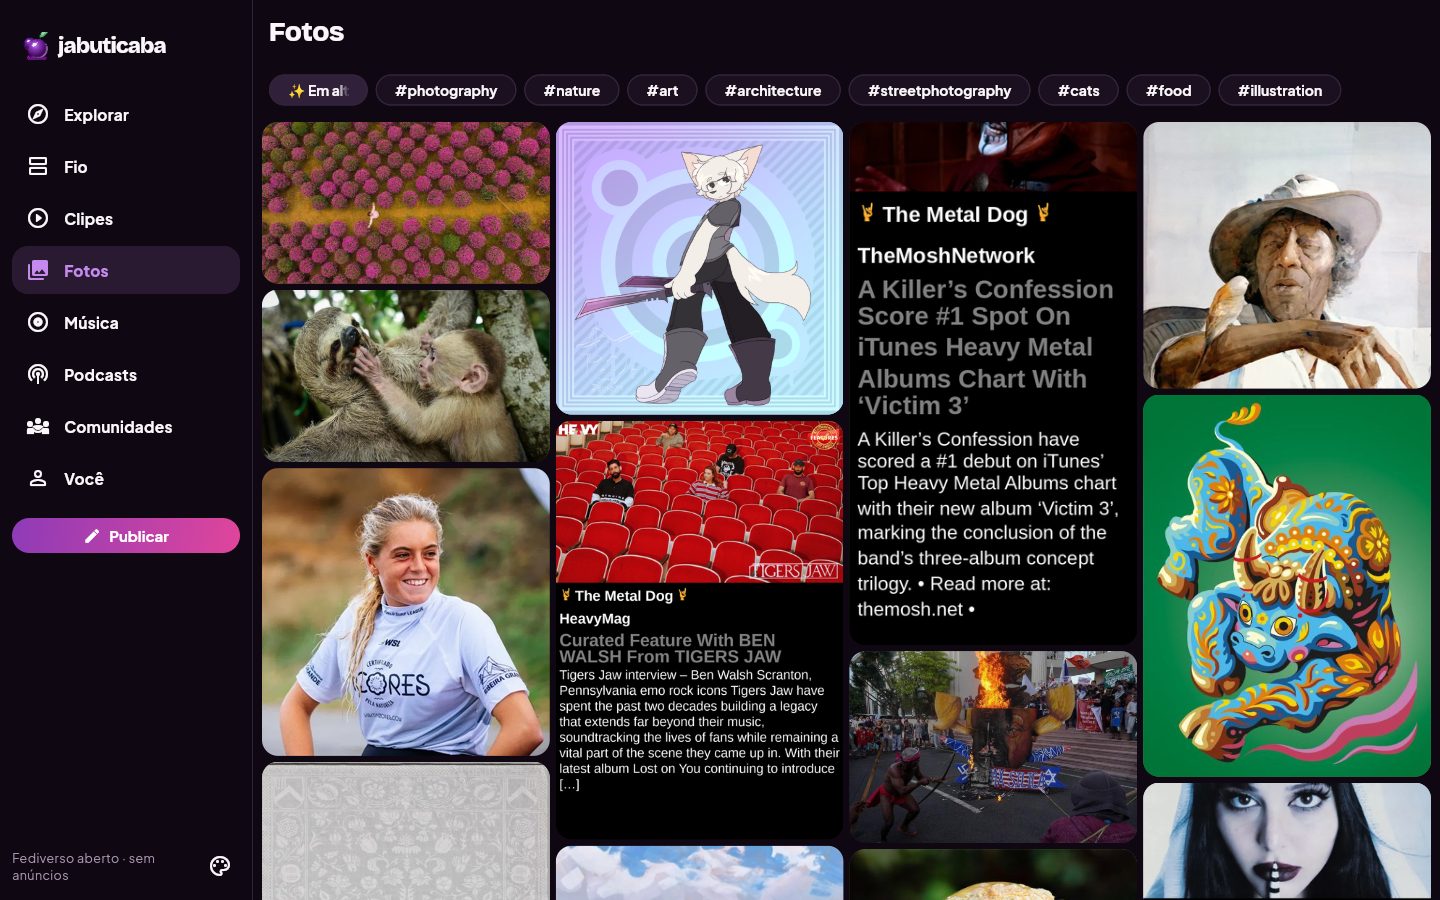 jabuticaba
Explorar
Fio
Clipes
Fotos
Música
Podcasts
Comunidades
Você
Publicar
Fediverso aberto · sem
anúncios
Fotos
✨ Em alt
#photography
#nature
#art
#architecture
#streetphotography
#cats
#food
#illustration
WSL
AÇORES
TIGERS JAW
🤘 The Metal Dog 🤘
HeavyMag
Curated Feature With BEN
WALSH From TIGERS JAW
Tigers Jaw interview – Ben Walsh Scranton,
Pennsylvania emo rock icons Tigers Jaw have
spent the past two decades building a legacy
that extends far beyond their music,
soundtracking the lives of fans while remaining a
vital part of the scene they came up in. With their
latest album Lost on You continuing to introduce
[…]
🤘 The Metal Dog 🤘
TheMoshNetwork
A Killer’s Confession
Score #1 Spot On
iTunes Heavy Metal
Albums Chart With
‘Victim 3’
A Killer’s Confession have
scored a #1 debut on iTunes’
Top Heavy Metal Albums chart
with their new album ‘Victim 3’,
marking the conclusion of the
band’s three-album concept
trilogy. • Read more at:
themosh.net •